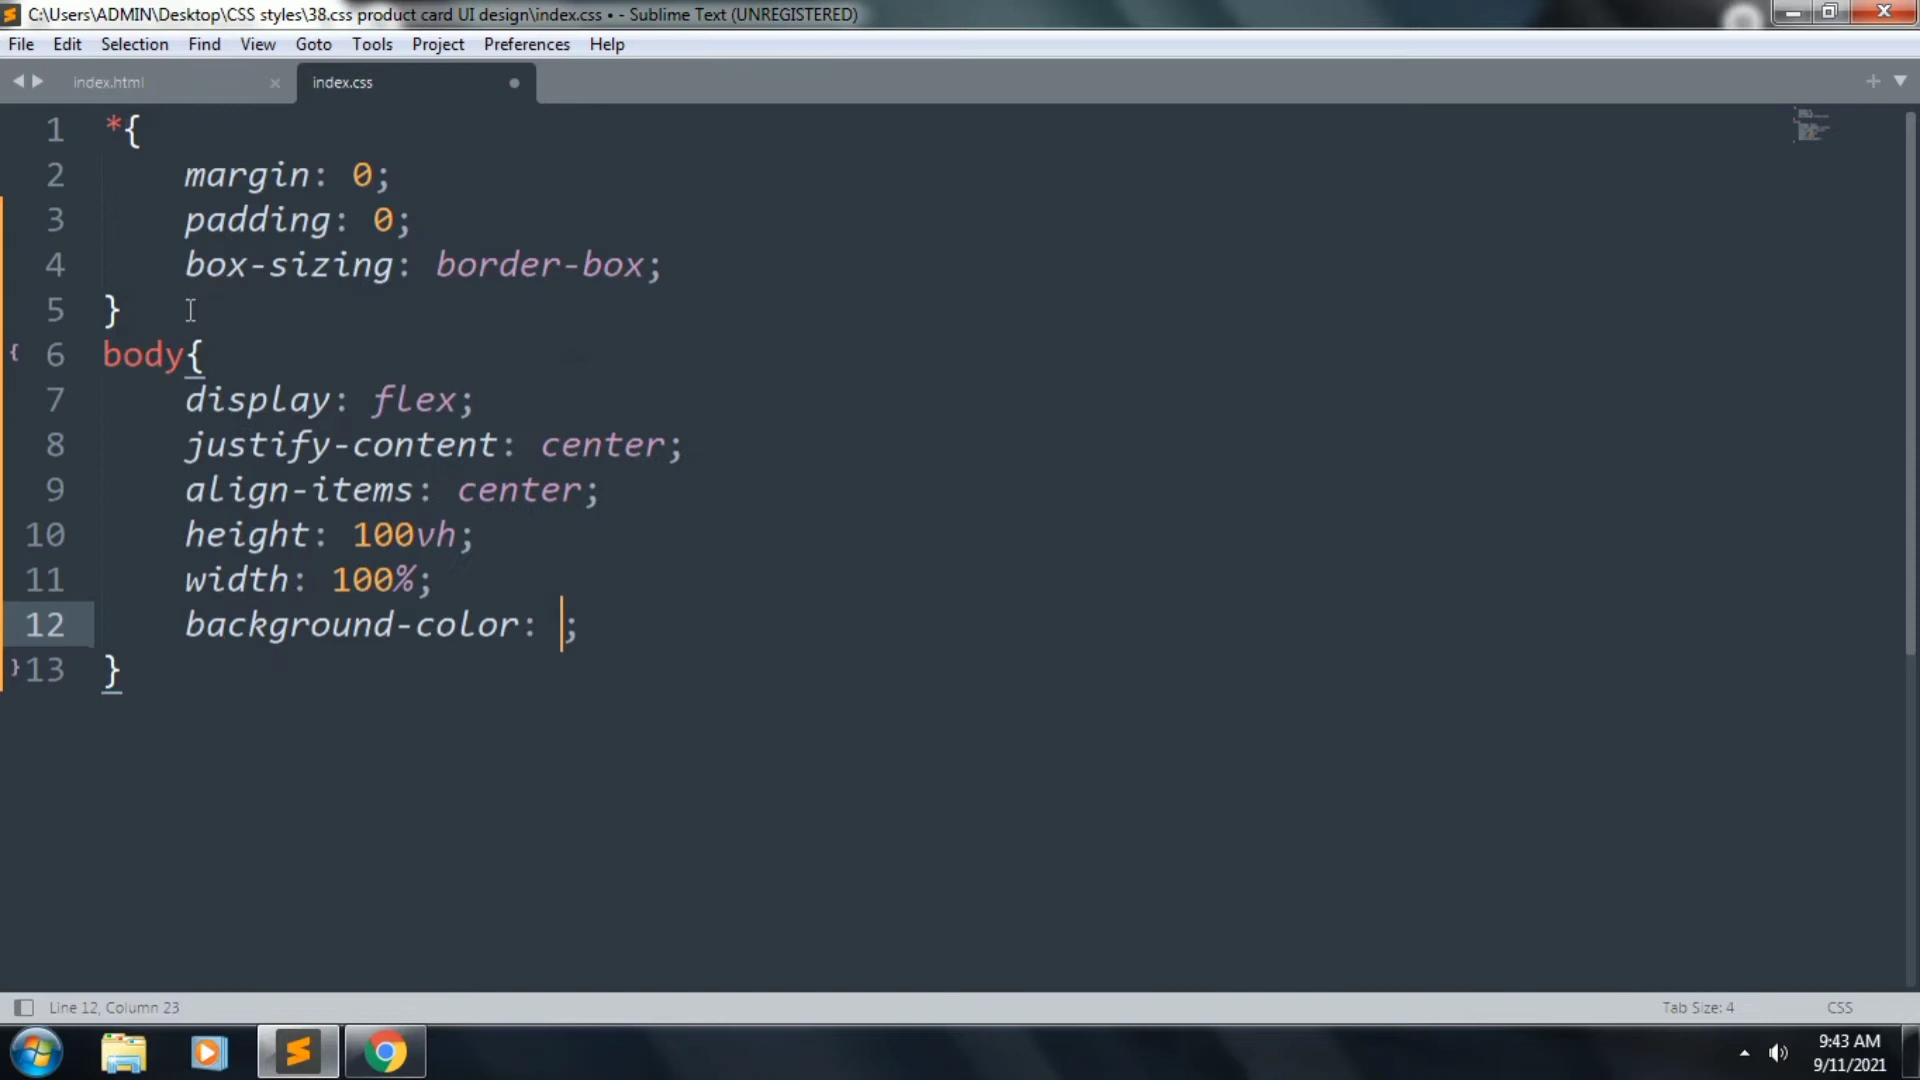 C:\Users\ADMIN\Desktop\CSS styles\38.css product card UI design\index.css • - Sublime Text (UNREGISTERED)
File Edit Selection Find View Goto Tools Project Preferences Help
index.html index.css
1 *{
2 margin: 0;
3 padding: 0;
4 box-sizing: border-box;
5 }
6 body{
7 display: flex;
8 justify-content: center;
9 align-items: center;
10 height: 100vh;
11 width: 100%;
12 background-color: ;
13 }
Line 12, Column 23 Tab Size: 4 CSS
9:43 AM
9/11/2021